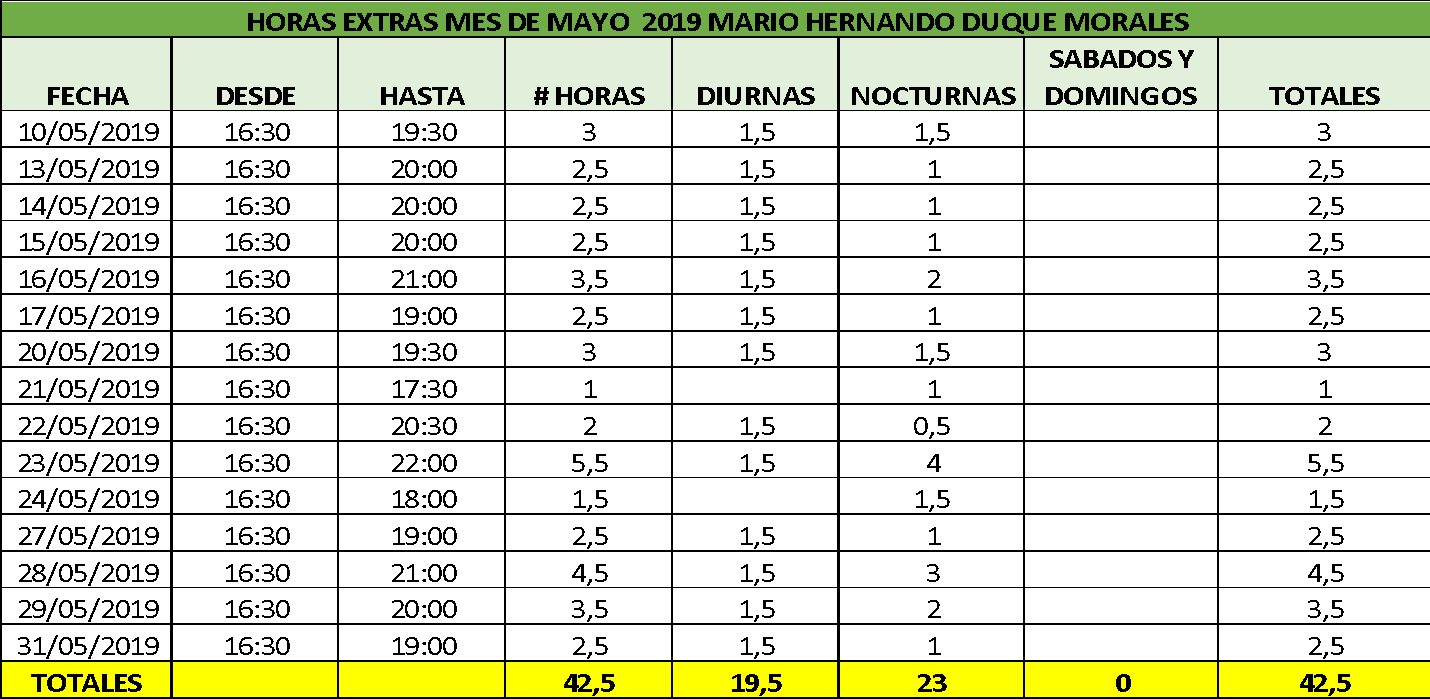 HORAS EXTRAS MES DE MAYO  2019 MARIO HERNANDO DUQUE MORALES
FECHA DESDE HASTA # HORAS DIURNAS NOCTURNAS SABADOS Y DOMINGOS TOTALES
10/05/2019 16:30 19:30 3 1,5 1,5 3
13/05/2019 16:30 20:00 2,5 1,5 1 2,5
14/05/2019 16:30 20:00 2,5 1,5 1 2,5
15/05/2019 16:30 20:00 2,5 1,5 1 2,5
16/05/2019 16:30 21:00 3,5 1,5 2 3,5
17/05/2019 16:30 19:00 2,5 1,5 1 2,5
20/05/2019 16:30 19:30 3 1,5 1,5 3
21/05/2019 16:30 17:30 1 1 1
22/05/2019 16:30 20:30 2 1,5 0,5 2
23/05/2019 16:30 22:00 5,5 1,5 4 5,5
24/05/2019 16:30 18:00 1,5 1,5 1,5
27/05/2019 16:30 19:00 2,5 1,5 1 2,5
28/05/2019 16:30 21:00 4,5 1,5 3 4,5
29/05/2019 16:30 20:00 3,5 1,5 2 3,5
31/05/2019 16:30 19:00 2,5 1,5 1 2,5
TOTALES 42,5 19,5 23 0 42,5